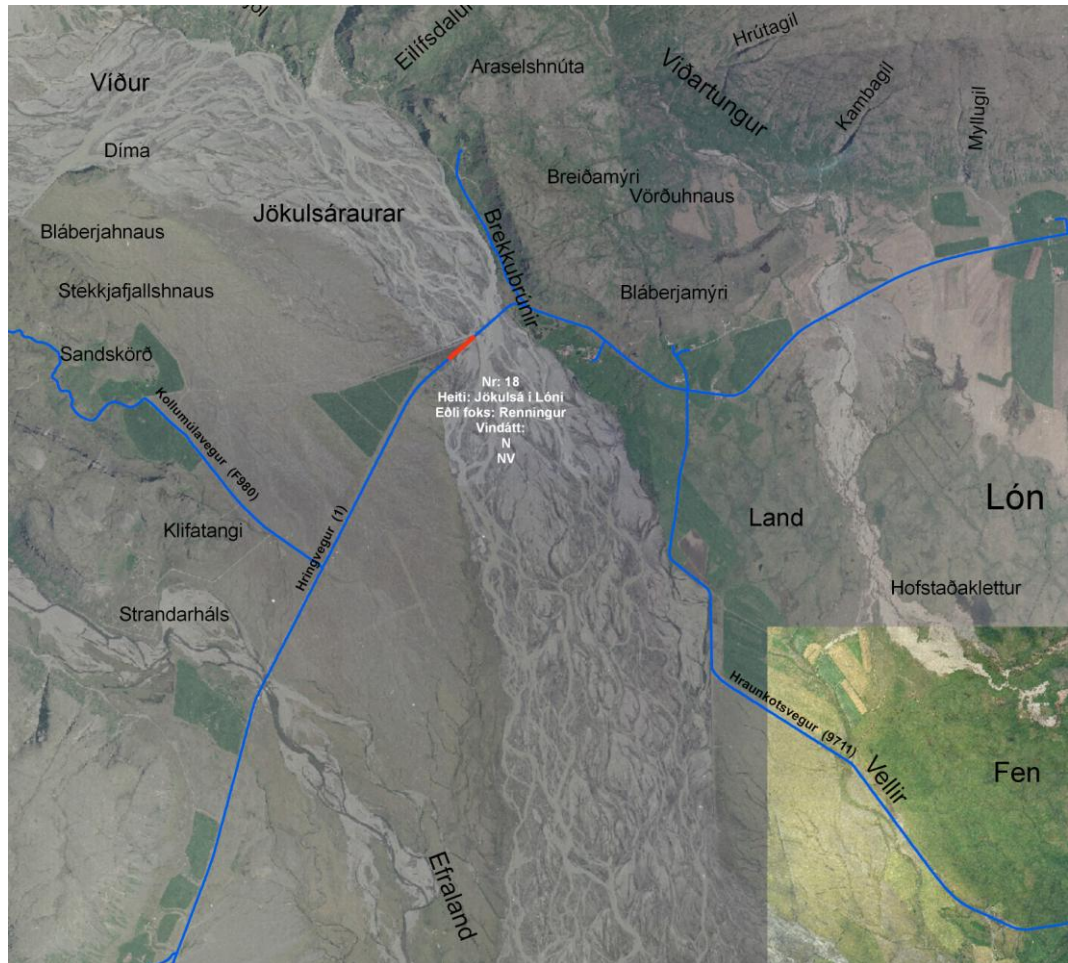 jól
Eilífsdalur
Hrútagil
Víður
Araselshnúta
Viðartungur
Kambagil
Myllugil
Díma
Breiðamýri
Vörðuhnaus
Jökulsáraurar
Bláberjahnaus
Brekkubrúnir
Bláberjamýri
Stekkjafjallshnaus
Sandskörð
Nr: 18
Heiti: Jökulsá í Lóni
Eðli foks: Renningur
Vindátt:
N
NV
Kollumúlavegur (F980)
Lón
Land
Klifatangi
Hringvegur (1)
Hofstaðaklettur
Strandarháls
Hraunkotsvegur (9711)
Vellir
Fen
Efraland